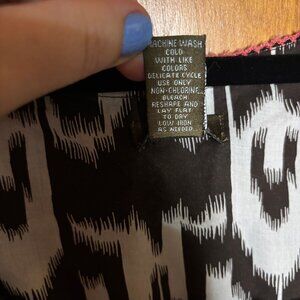 MACHINE WASH
COLD
WITH LIKE
COLORS
DELICATE CYCLE
USE ONLY
NON-CHLORINE
BLEACH
RESHAPE AND
LAY FLAT
TO DRY
LOW IRON
AS NEEDED